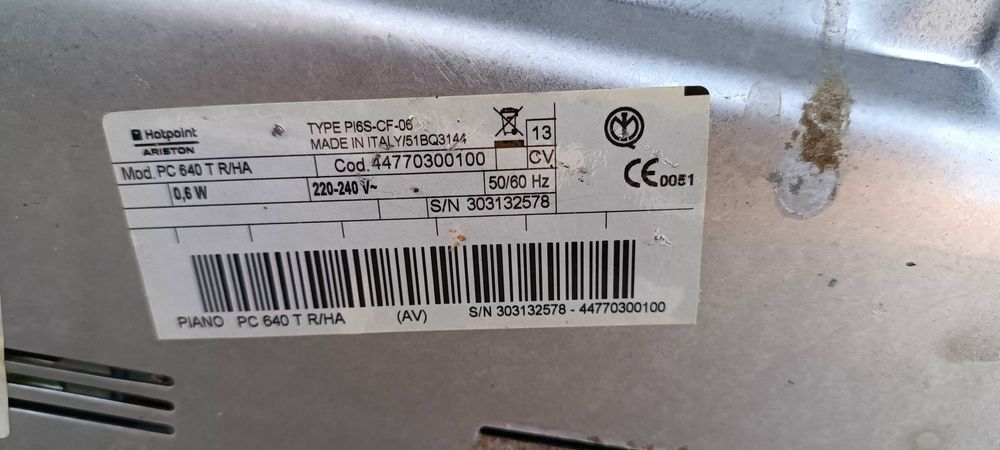 Hotpoint
ARISTON
TYPE PI6S-CF-06
MADE IN ITALY/51BQ3144
13
Mod. PC 640 T R/HA
Cod. 44770300100
CV
0,6 W
220-240 V~
50/60 Hz
CE 0051
S/N 303132578
PIANO PC 640 T R/HA (AV) S/N 303132578 - 44770300100